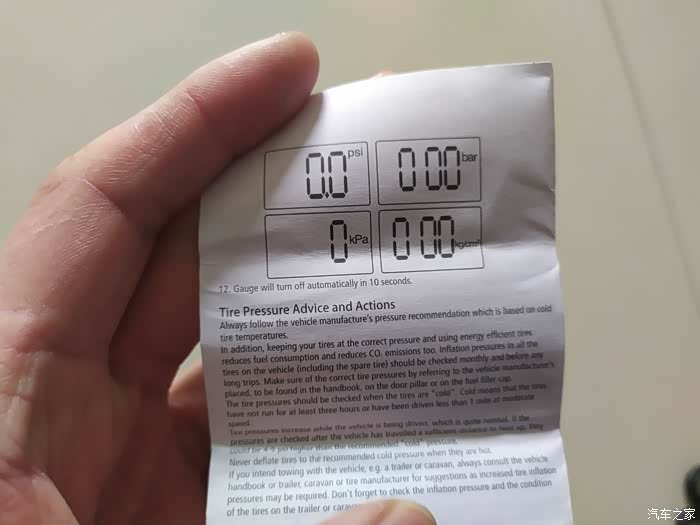 0.0 psi
0.00 bar
0 kPa
0.00 kg/cm²
12. Gauge will turn off automatically in 10 seconds.
Tire Pressure Advice and Actions
Always follow the vehicle manufacture's pressure recommendation which is based on cold
tire temperatures.
In addition, keeping your tires at the correct pressure and using energy efficient tires
reduces fuel consumption and reduces CO. emissions too. Inflation pressures in all the
tires on the vehicle (including the spare tire) should be checked monthly and before any
long trips. Make sure of the correct tire pressures by referring to the vehicle manufacture's
placed, to be found in the handbook, on the door pillar or on the fuel filler cap.
The tire pressures should be checked when the tires are "cold". Cold means that the tires
have not run for at least three hours or have been driven less than 1 mile at moderate
speed.
Tire pressures increase while the vehicle is being driven, which is quite normal. If the
pressures are checked after the vehicle has travelled a sufficient distance to heat up, they
could be 4-5 psi higher than the recommended "cold" pressure.
Never deflate tires to the recommended cold pressure when they are hot.
If you intend towing with the vehicle, e.g. a trailer or caravan, always consult the vehicle
handbook or trailer, caravan or tire manufacturer for suggestions as increased tire inflation
pressures may be required. Don't forget to check the inflation pressure and the condition
of the tires on the trailer or
汽车之家